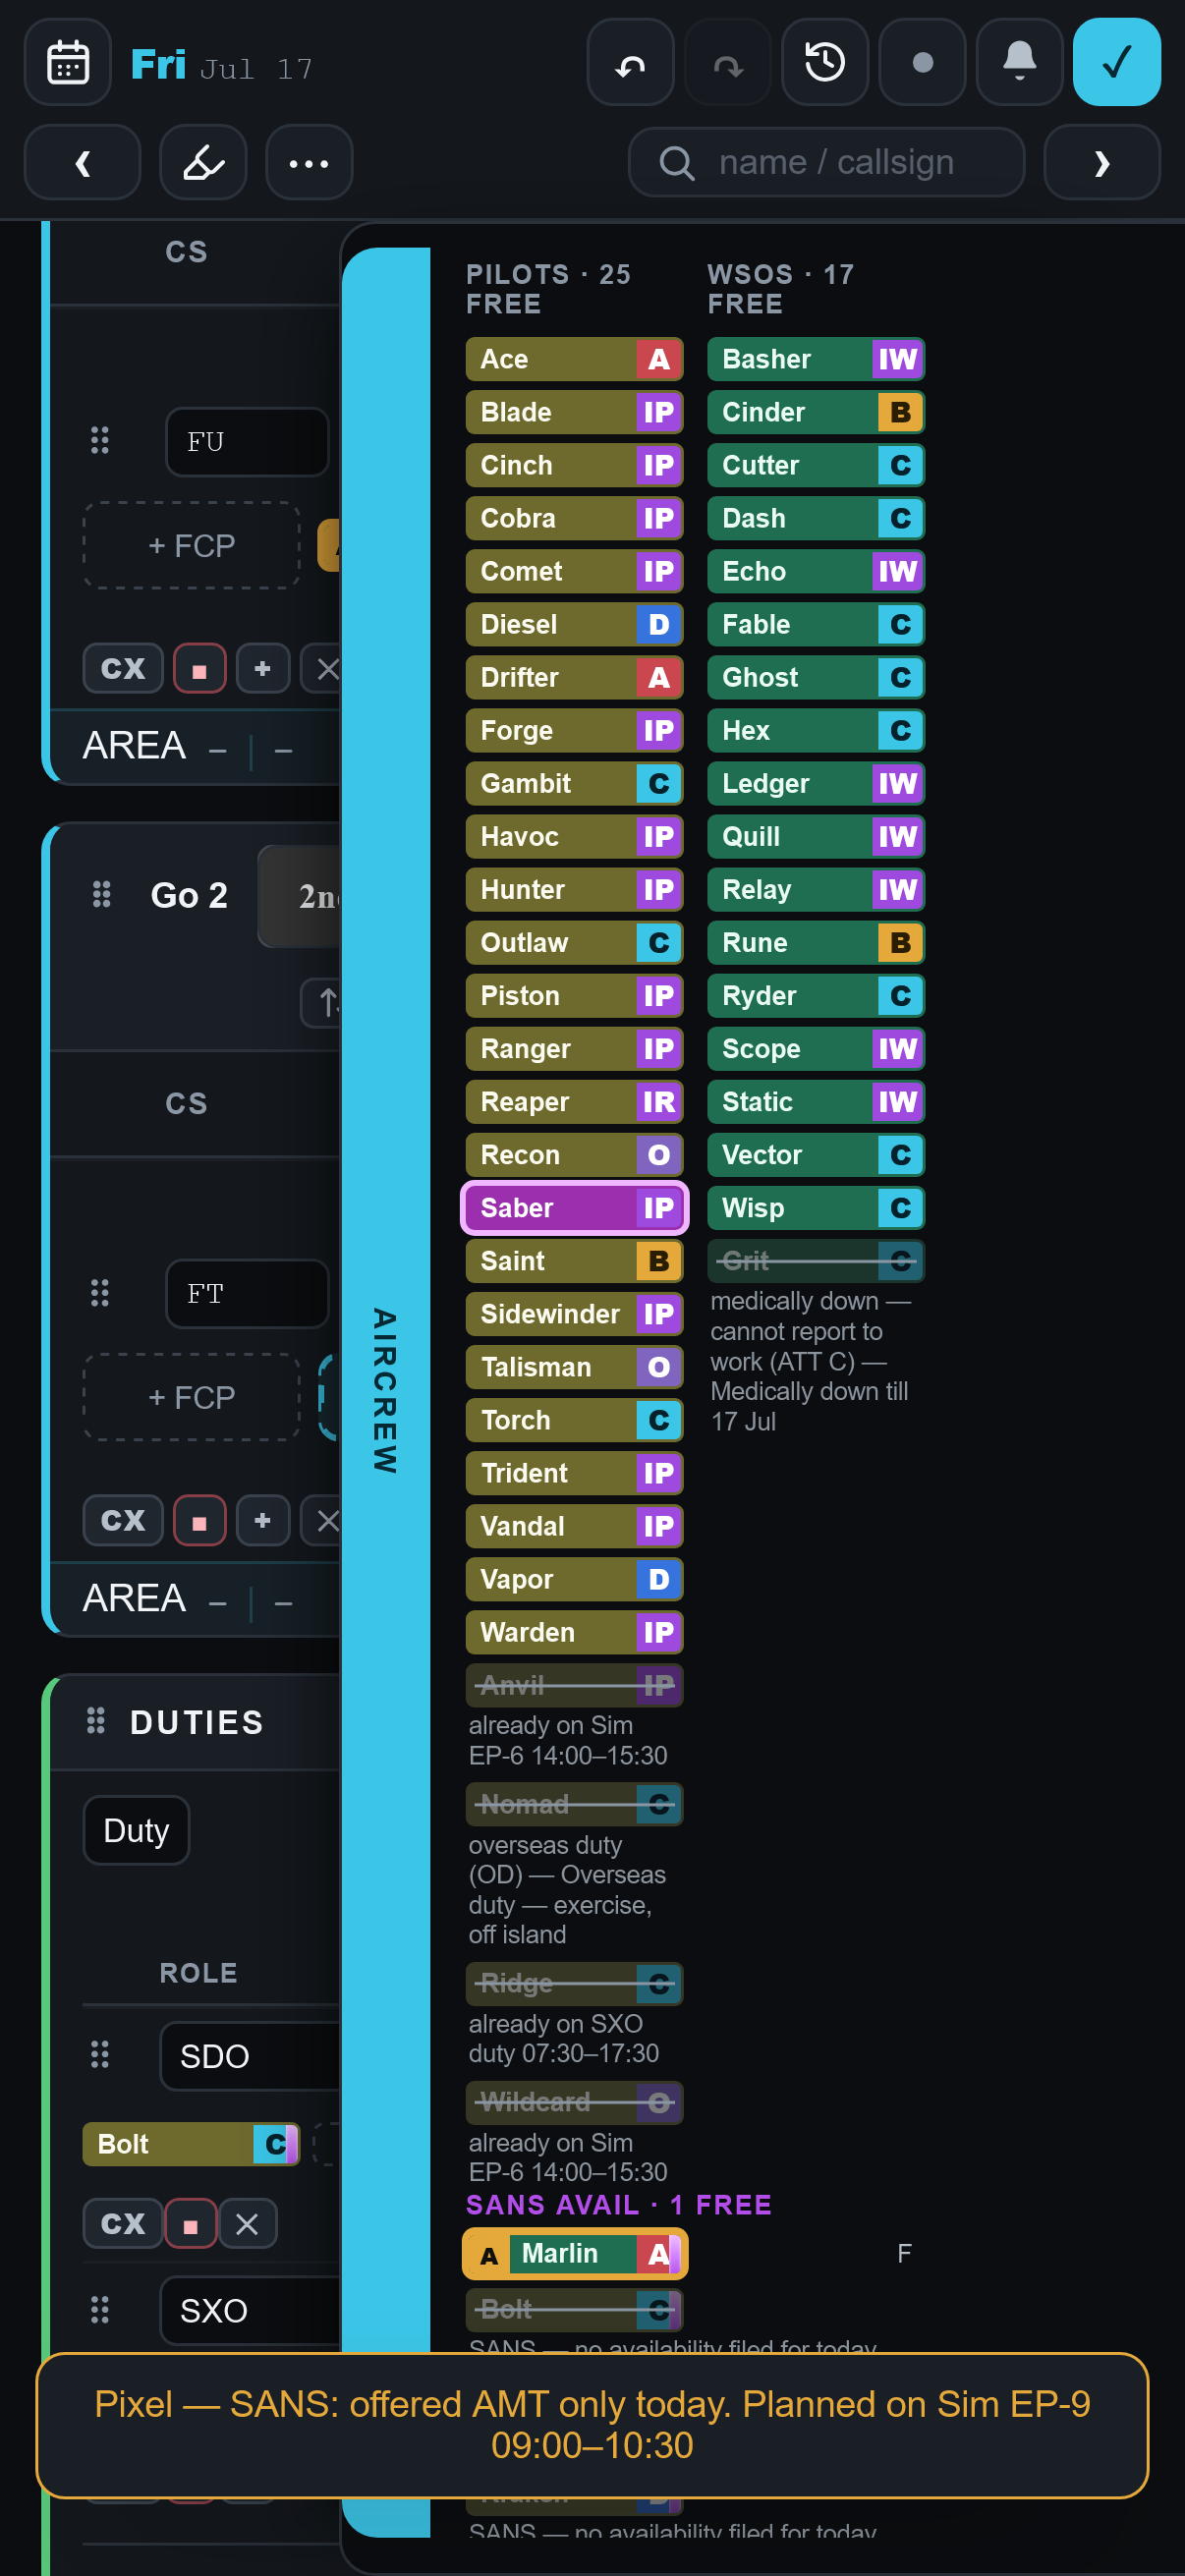 Fri Jul 17
name / callsign
CS
FU
+ FCP
CX
+
AREA – | –
Go 2
CS
FT
+ FCP
CX
+
AREA – | –
DUTIES
Duty
ROLE
SDO
Bolt C
CX
SXO
AIRCREW
PILOTS · 25
FREE
Ace A
Blade IP
Cinch IP
Cobra IP
Comet IP
Diesel D
Drifter A
Forge IP
Gambit C
Havoc IP
Hunter IP
Outlaw C
Piston IP
Ranger IP
Reaper IR
Recon O
Saber IP
Saint B
Sidewinder IP
Talisman O
Torch C
Trident IP
Vandal IP
Vapor D
Warden IP
Anvil IP
already on Sim
EP-6 14:00–15:30
Nomad C
overseas duty
(OD) — Overseas
duty — exercise,
off island
Ridge C
already on SXO
duty 07:30–17:30
Wildcard O
already on Sim
EP-6 14:00–15:30
WSOS · 17
FREE
Basher IW
Cinder B
Cutter C
Dash C
Echo IW
Fable C
Ghost C
Hex C
Ledger IW
Quill IW
Relay IW
Rune B
Ryder C
Scope IW
Static IW
Vector C
Wisp C
Grit C
medically down —
cannot report to
work (ATT C) —
Medically down till
17 Jul
SANS AVAIL · 1 FREE
A Marlin A F
Bolt C
SANS — no availability filed for today
Pixel — SANS: offered AMT only today. Planned on Sim EP-9
09:00–10:30
SANS — no availability filed for today